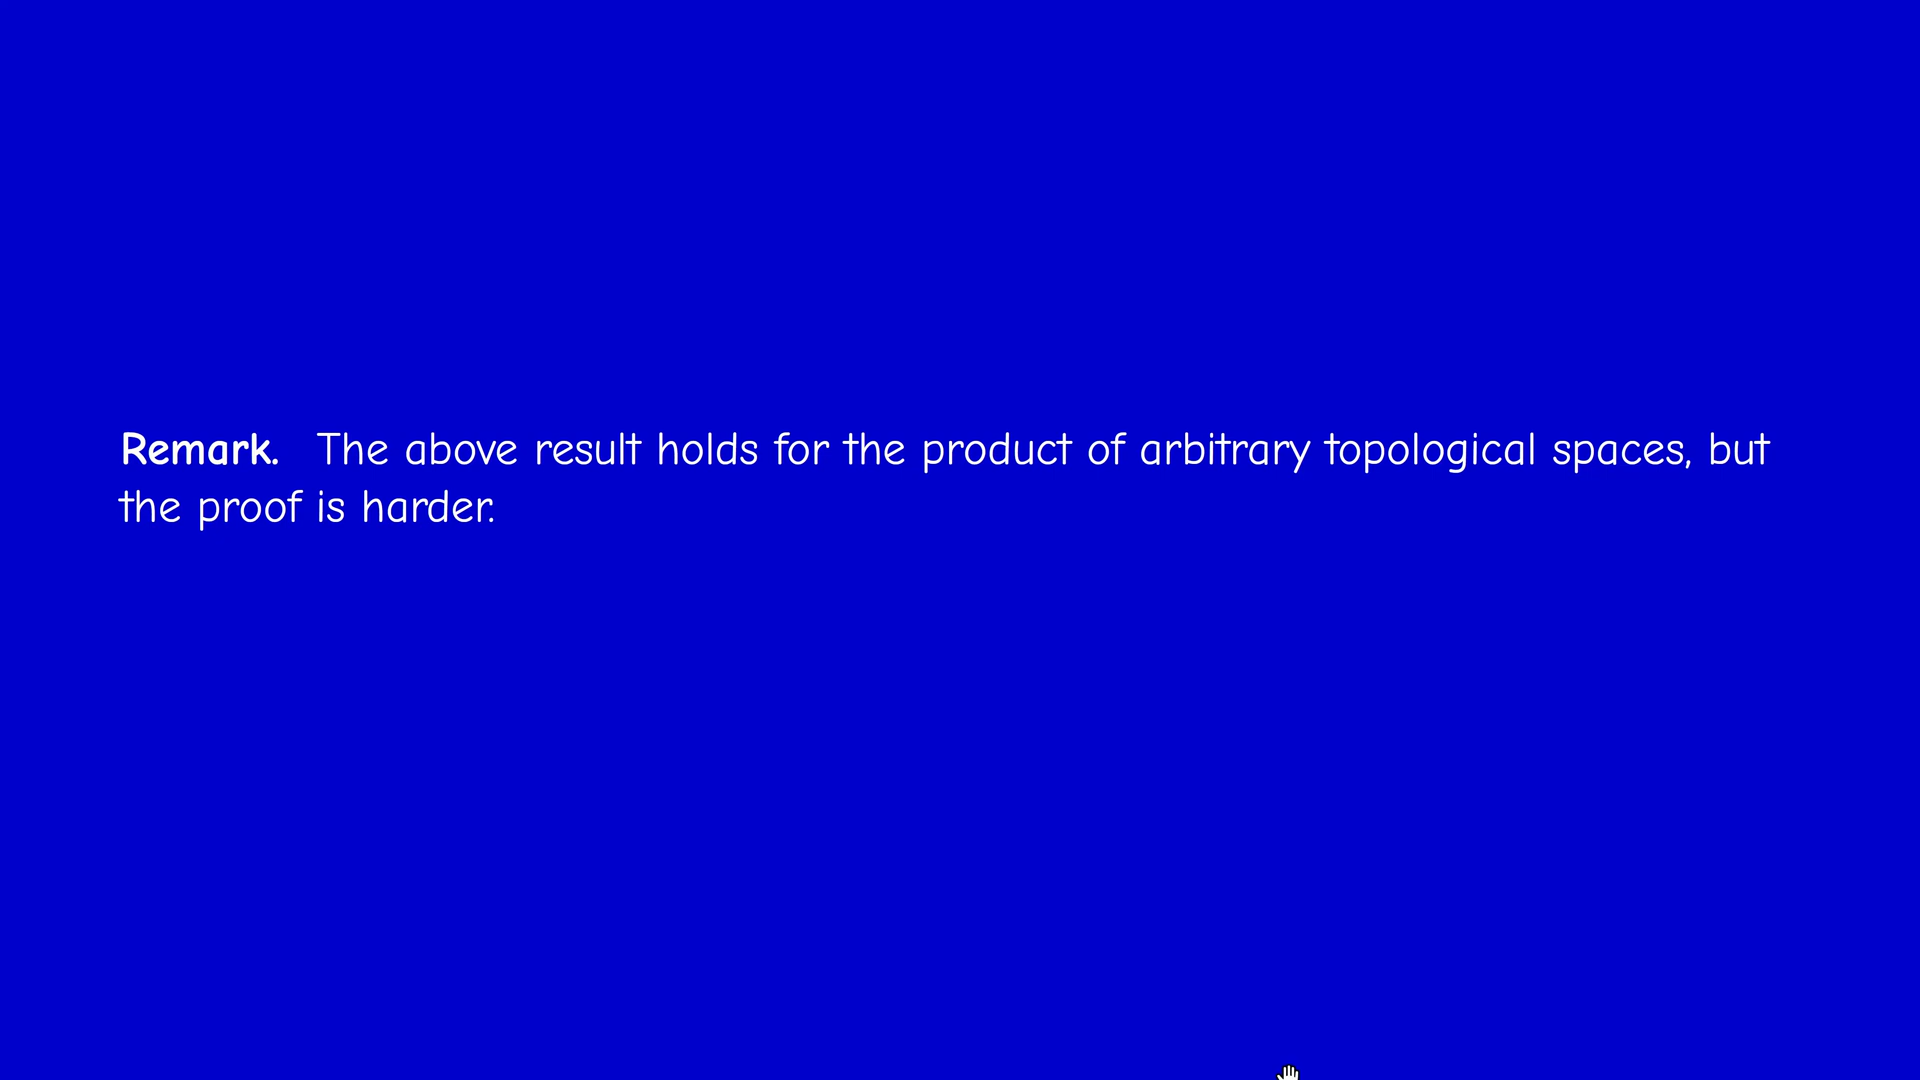 Remark. The above result holds for the product of arbitrary topological spaces, but
the proof is harder.